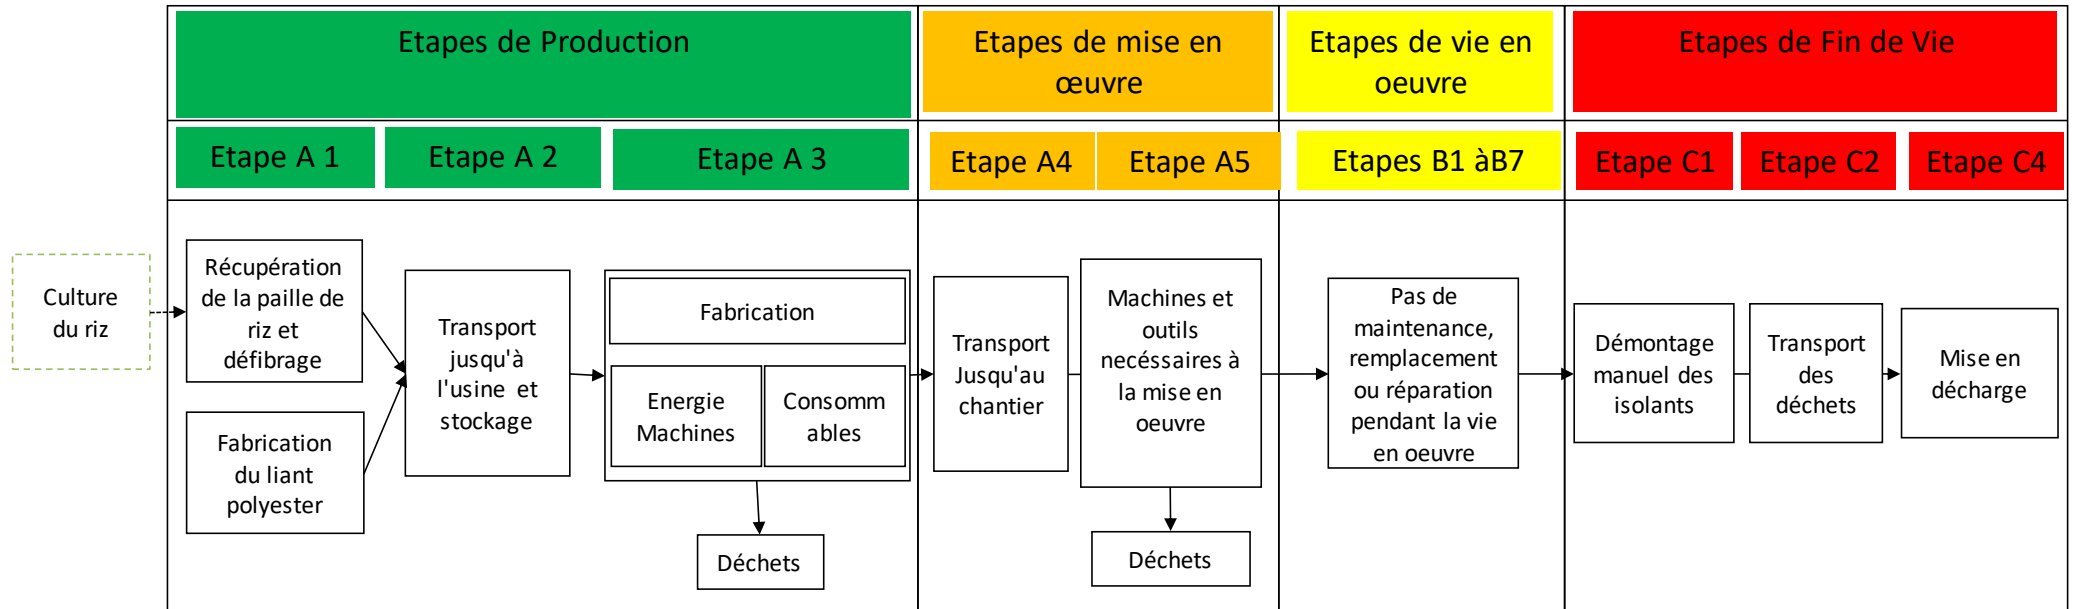 Etapes de Production
Etapes de mise en
œuvre
Etapes de vie en
oeuvre
Etapes de Fin de Vie
Etape A 1
Etape A 2
Etape A 3
Etape A4
Etape A5
Etapes B1 àB7
Etape C1
Etape C2
Etape C4
Culture
du riz
Récupération
de la paille de
riz et
défibrage
Fabrication
du liant
polyester
Transport
jusqu'à
l'usine et
stockage
Fabrication
Energie
Machines
Consomm
ables
Déchets
Transport
Jusqu'au
chantier
Machines et
outils
necéssaires à
la mise en
oeuvre
Déchets
Pas de
maintenance,
remplacement
ou réparation
pendant la vie
en oeuvre
Démontage
manuel des
isolants
Transport
des
déchets
Mise en
décharge